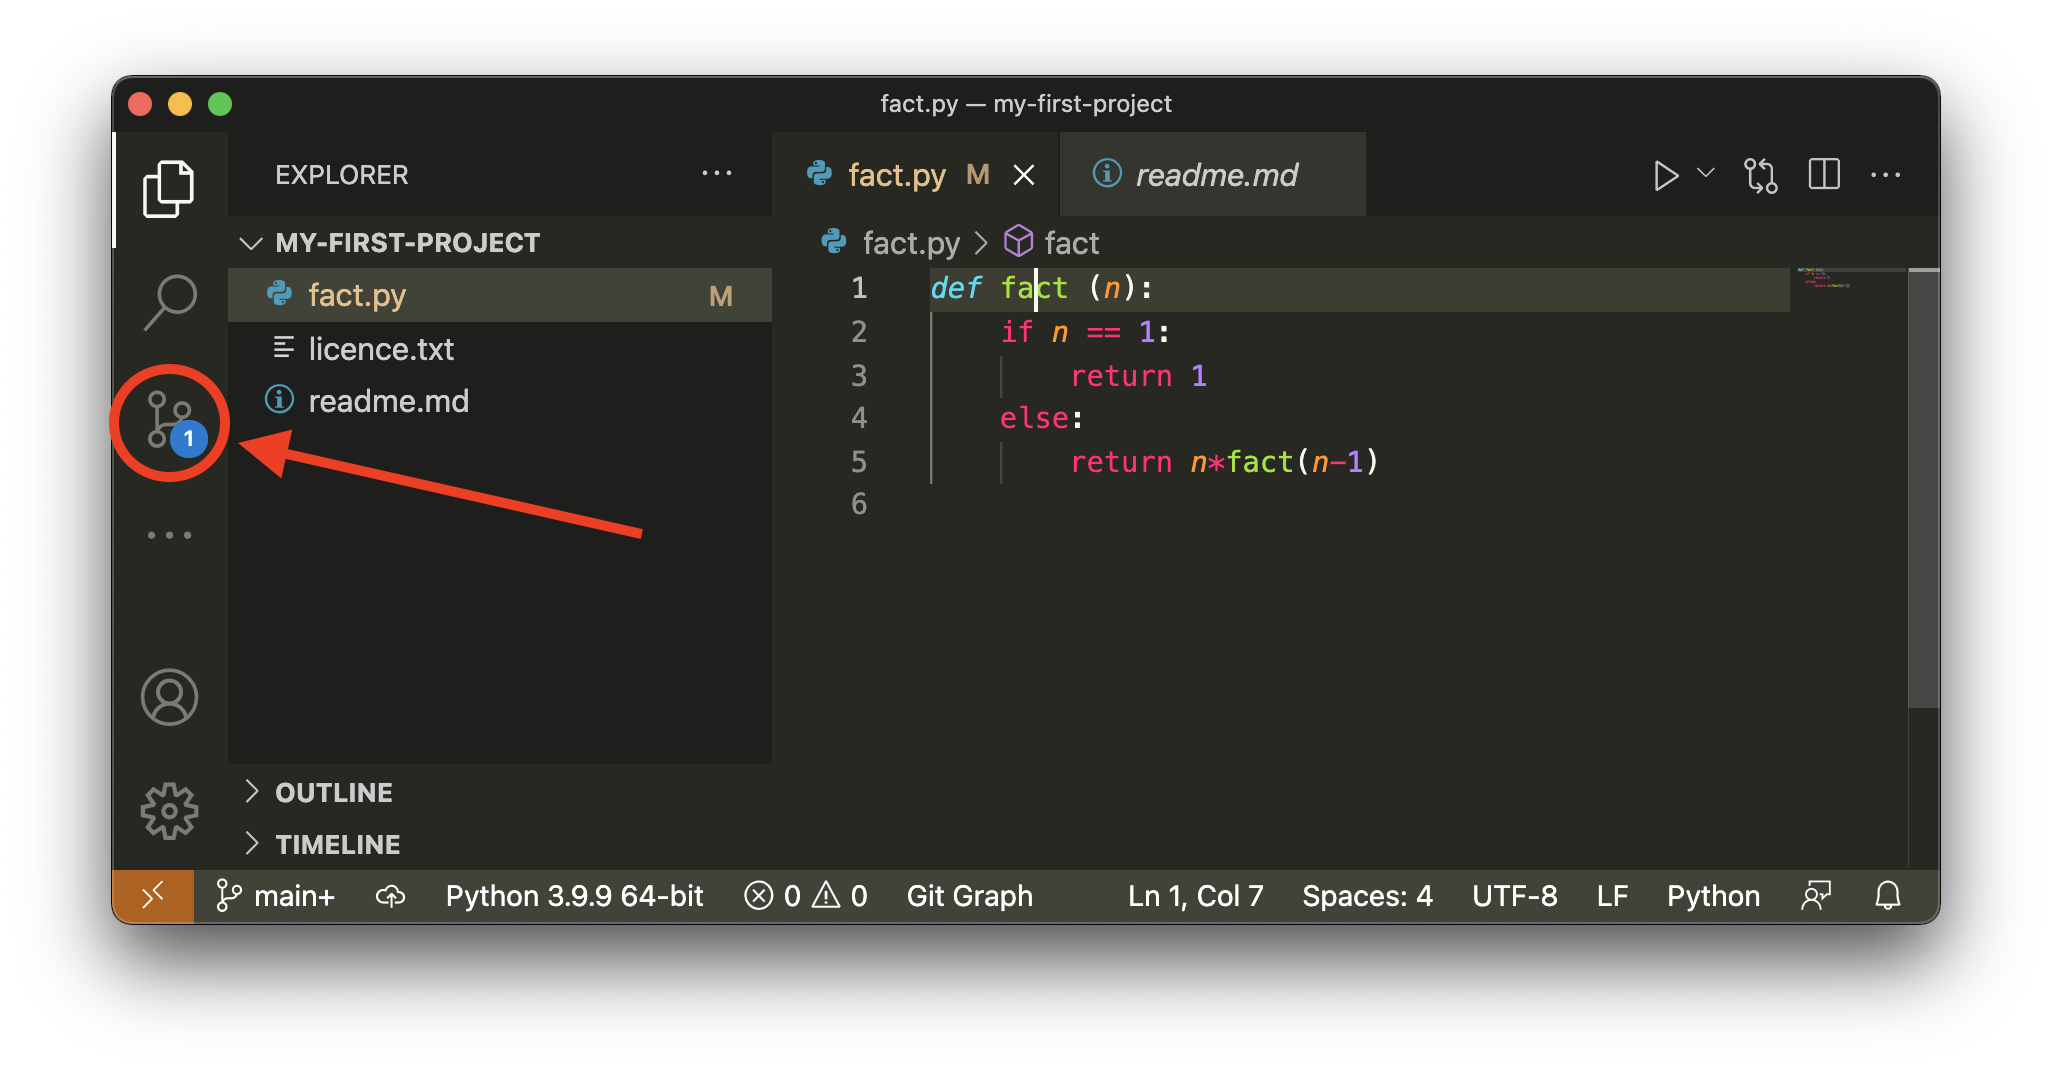 fact.py — my-first-project
EXPLORER
MY-FIRST-PROJECT
fact.py M
licence.txt
readme.md
1
OUTLINE
TIMELINE
fact.py M
readme.md
fact.py > fact
1 def fact (n):
2 if n == 1:
3 return 1
4 else:
5 return n*fact(n-1)
6
main+ Python 3.9.9 64-bit 0 0 Git Graph Ln 1, Col 7 Spaces: 4 UTF-8 LF Python